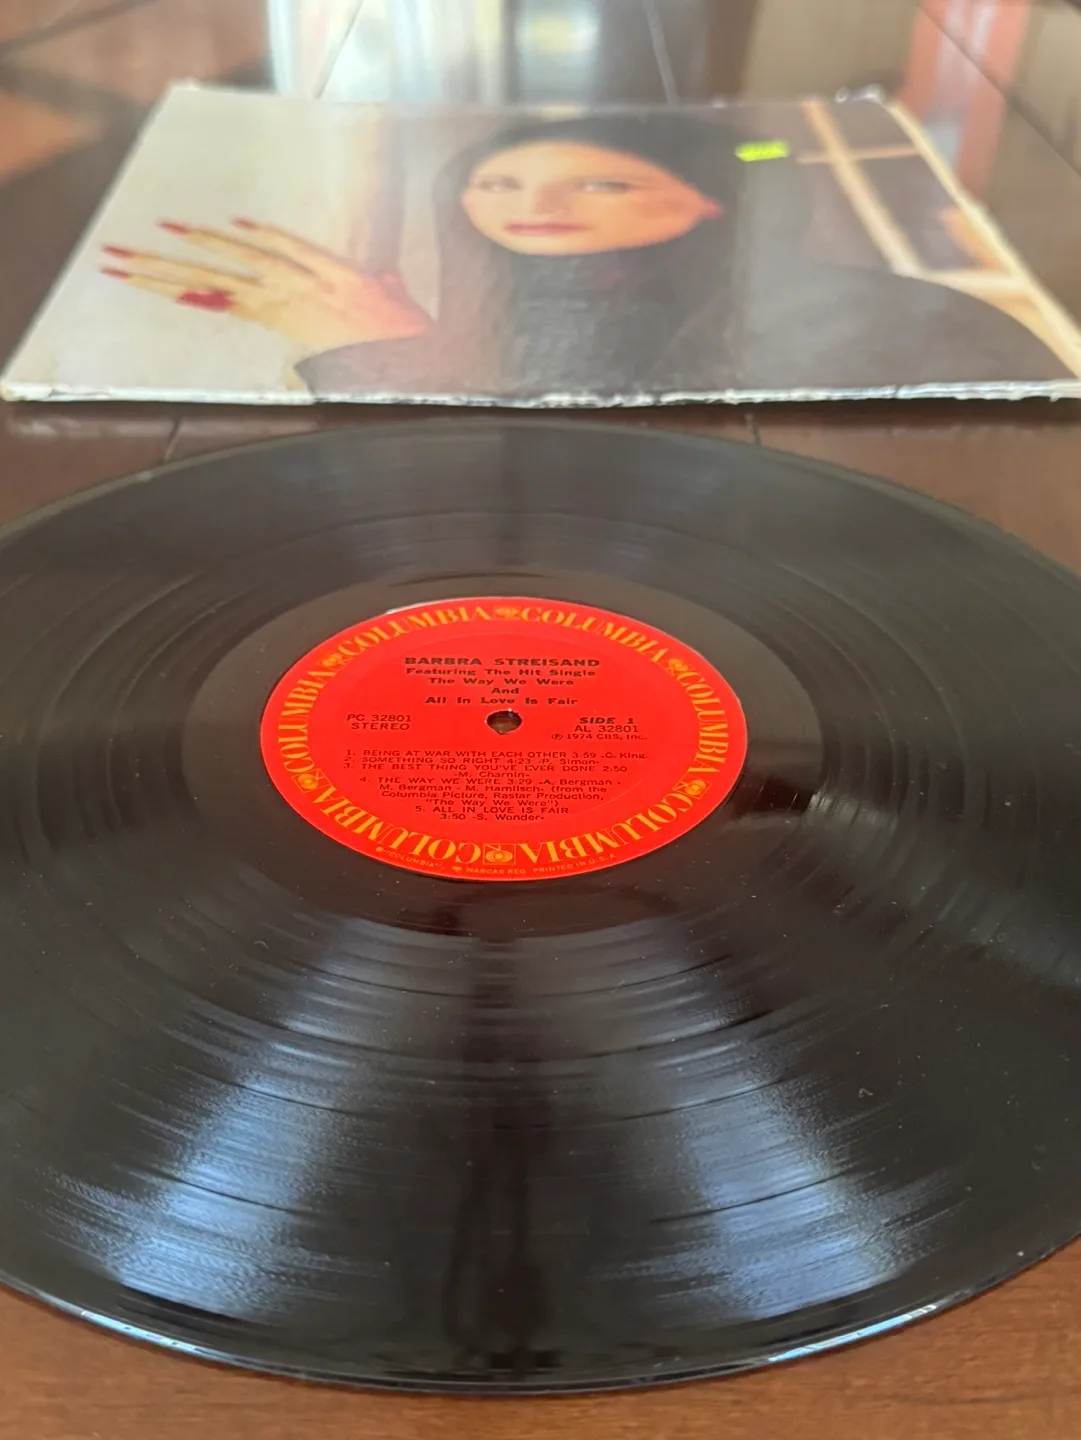 COLUMBIA COLUMBIA COLUMBIA COLUMBIA COLUMBIA COLUMBIA
BARBRA STREISAND
Featuring The Hit Single
The Way We Were
And
All In Love Is Fair
PC 32801
STEREO
SIDE 1
AL 32801
℗ 1974 CBS, Inc.
1. BEING AT WAR WITH EACH OTHER 3:59 -C. King-
2. SOMETHING SO RIGHT 4:23 -P. Simon-
3. THE BEST THING YOU'VE EVER DONE 2:50
-M. Charnin-
4. THE WAY WE WERE 3:29 -A. Bergman -
M. Bergman - M. Hamlisch- (from the
Columbia Picture, Rastar Production,
"The Way We Were")
5. ALL IN LOVE IS FAIR
3:50 -S. Wonder-
"COLUMBIA", MARCAS REG. PRINTED IN U.S.A.